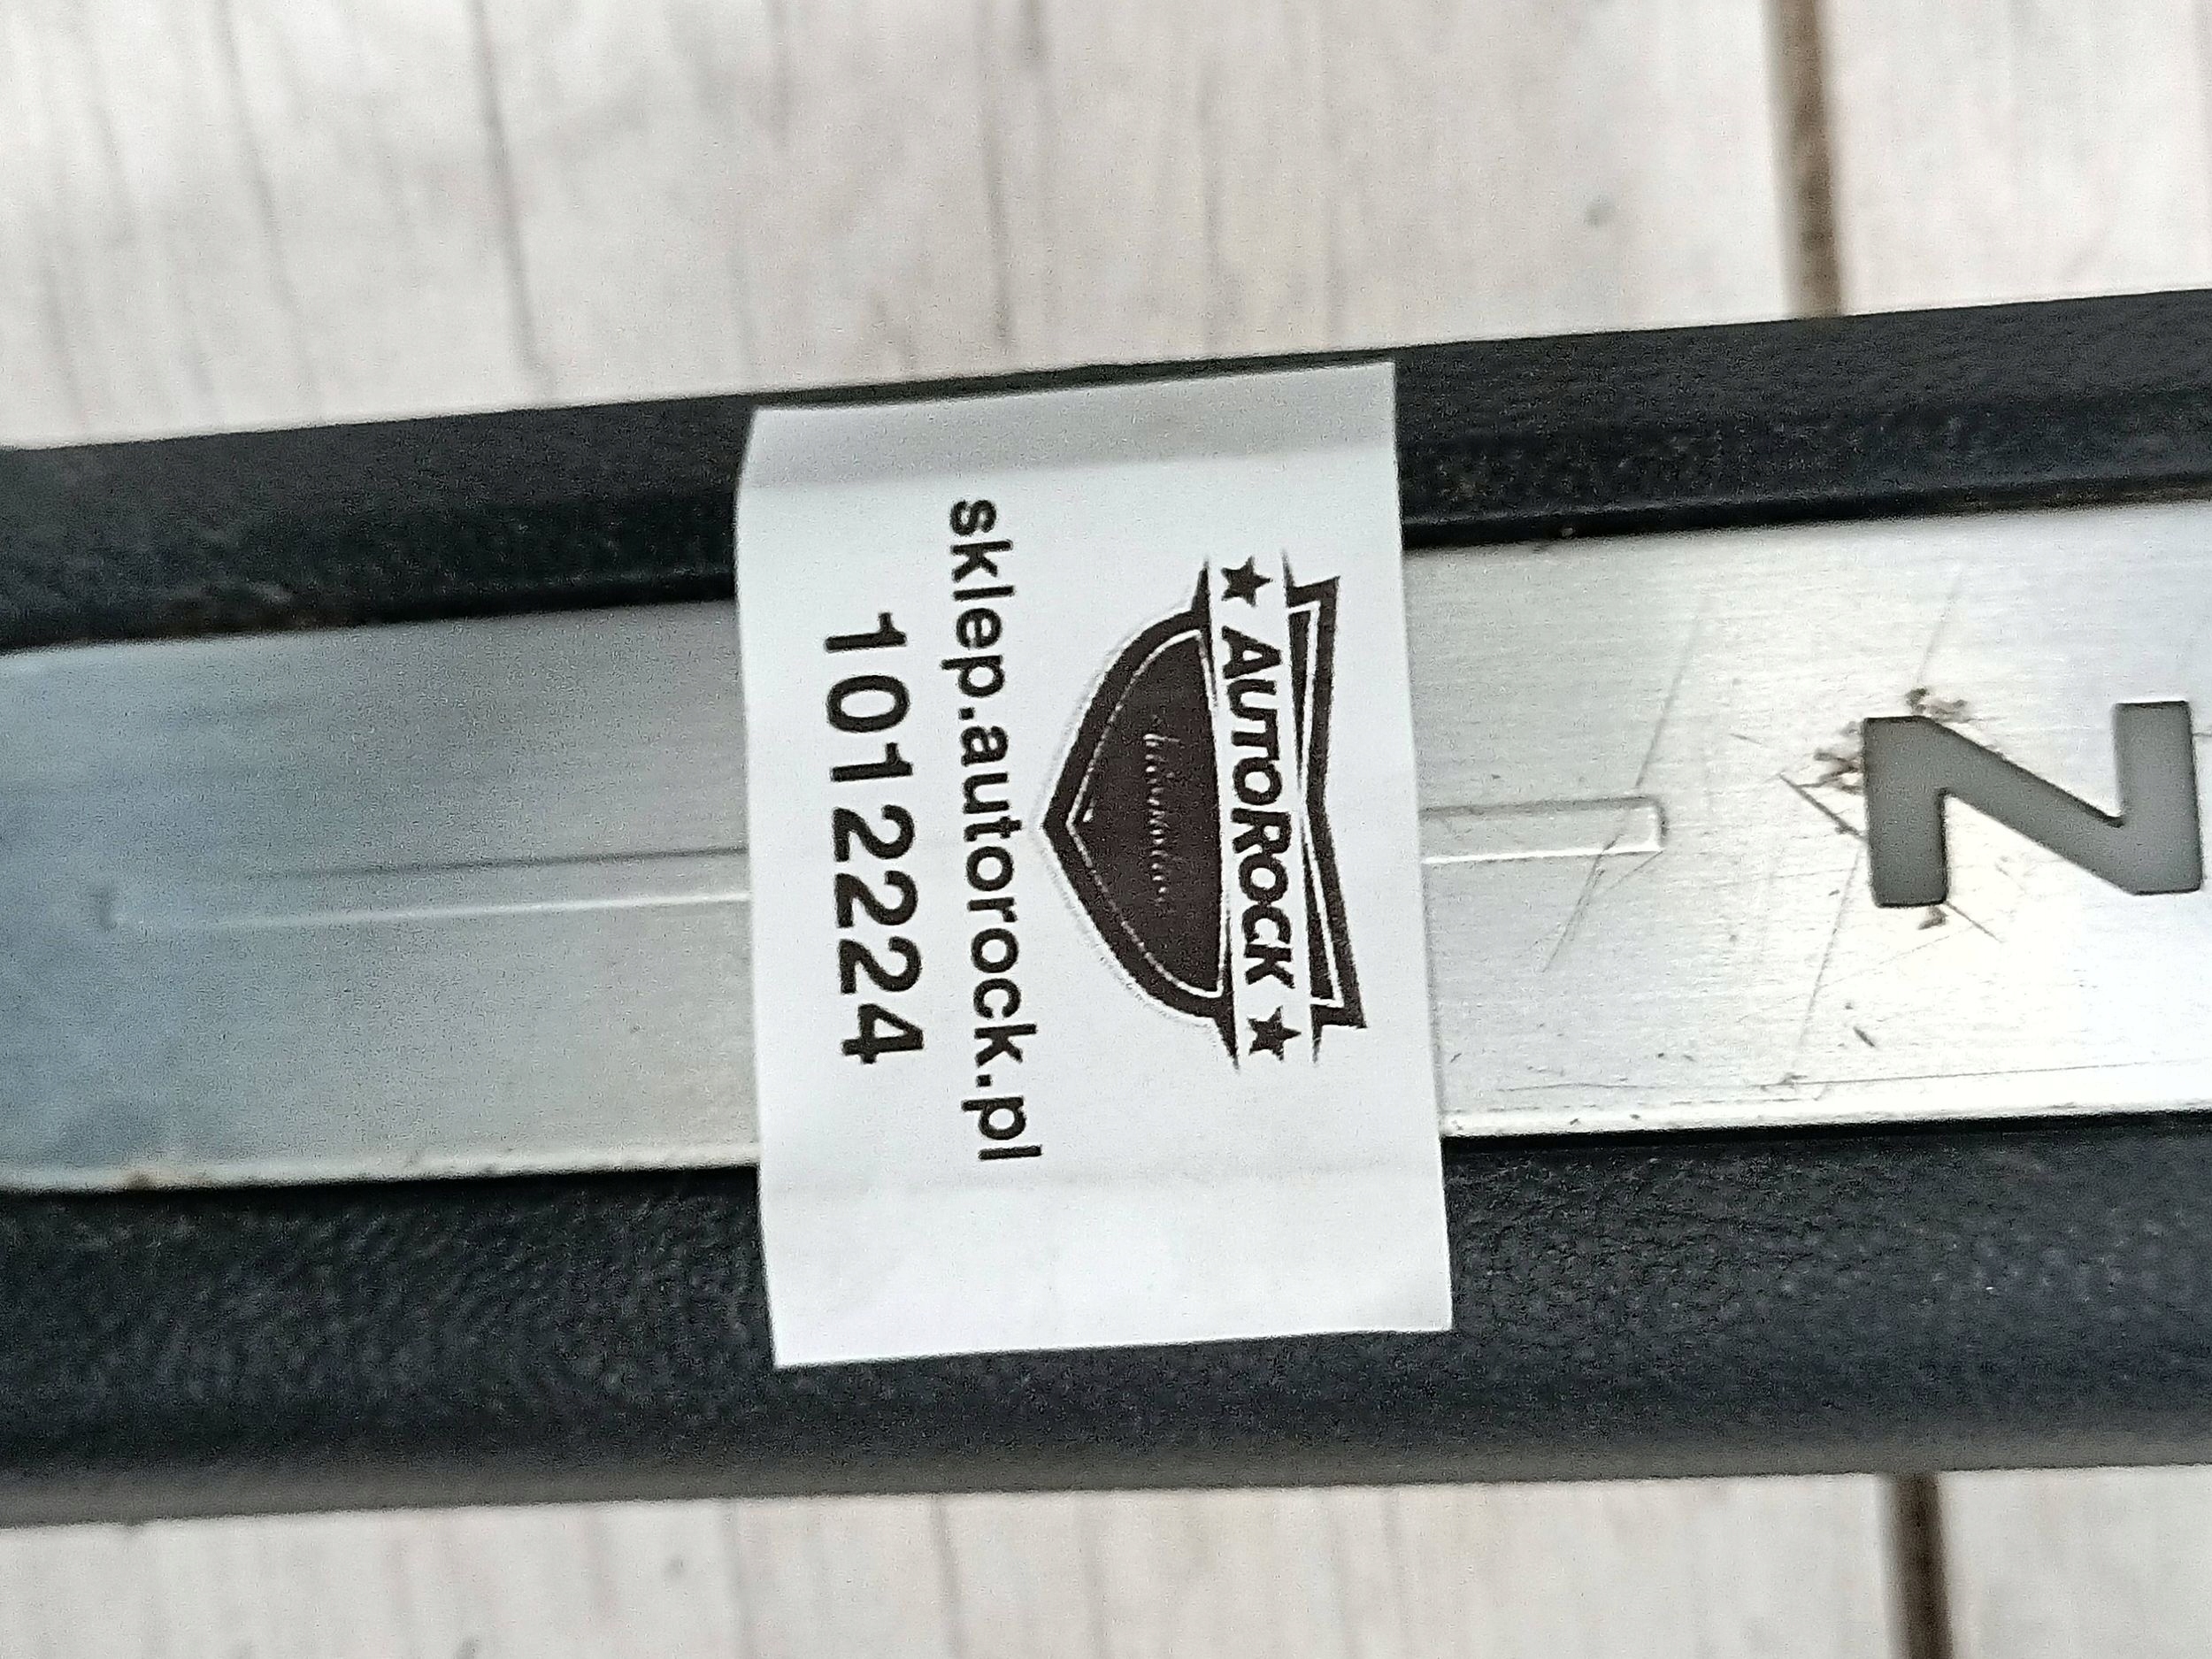 ★ AUTOROCK ★
sklep.autorock.pl
1012224
N